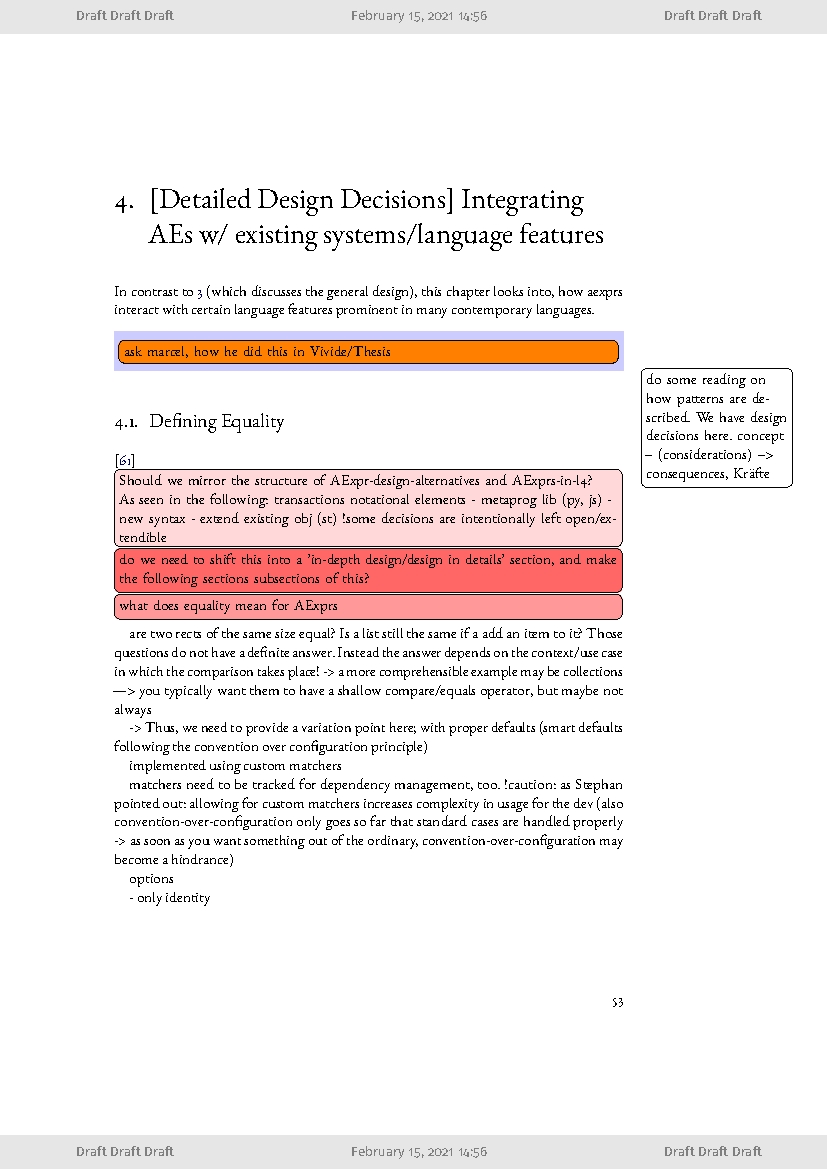 Draft Draft Draft February 15, 2021 14:56 Draft Draft Draft
4. [Detailed Design Decisions] Integrating
AEs w/ existing systems/language features
In contrast to 3 (which discusses the general design), this chapter looks into, how aexprs
interact with certain language features prominent in many contemporary languages.
ask marcel, how he did this in Vivide/Thesis
do some reading on
how patterns are de-
scribed. We have design
decisions here. concept
– (considerations) –>
consequences, Kräfte
4.1. Defining Equality
[61]
Should we mirror the structure of AExpr-design-alternatives and AExprs-in-l4?
As seen in the following: transactions notational elements - metaprog lib (py, js) -
new syntax - extend existing obj (st) !some decisions are intentionally left open/ex-
tendible
do we need to shift this into a 'in-depth design/design in details' section, and make
the following sections subsections of this?
what does equality mean for AExprs
are two rects of the same size equal? Is a list still the same if a add an item to it? Those
questions do not have a definite answer. Instead the answer depends on the context/use case
in which the comparison takes place! -> a more comprehensible example may be collections
—> you typically want them to have a shallow compare/equals operator, but maybe not
always
-> Thus, we need to provide a variation point here; with proper defaults (smart defaults
following the convention over configuration principle)
implemented using custom matchers
matchers need to be tracked for dependency management, too. !caution: as Stephan
pointed out: allowing for custom matchers increases complexity in usage for the dev (also
convention-over-configuration only goes so far that standard cases are handled properly
-> as soon as you want something out of the ordinary, convention-over-configuration may
become a hindrance)
options
- only identity
53
Draft Draft Draft February 15, 2021 14:56 Draft Draft Draft